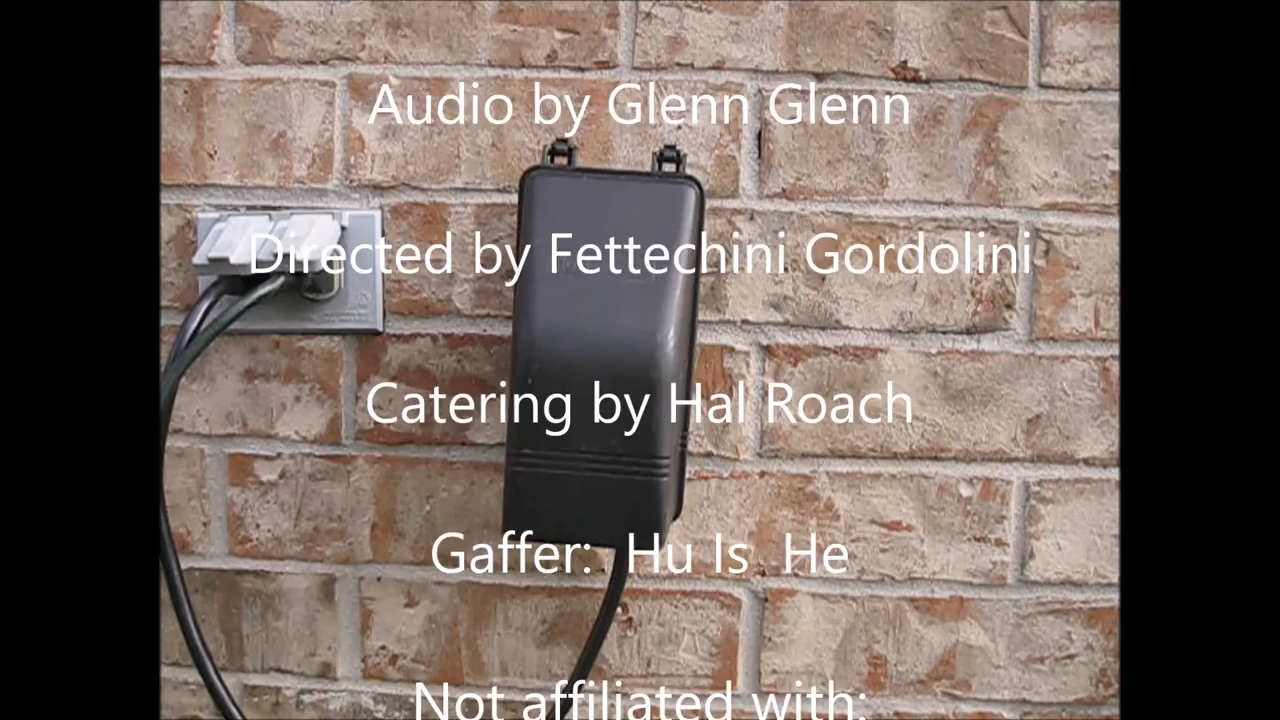 Audio by Glenn Glenn
Directed by Fettechini Gordolini
Catering by Hal Roach
Gaffer:  Hu Is  He
Not affiliated with: